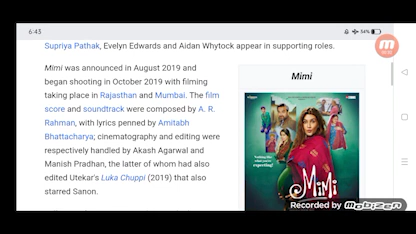 6:43
54%
Supriya Pathak, Evelyn Edwards and Aidan Whytock appear in supporting roles.
Mimi was announced in August 2019 and
began shooting in October 2019 with filming
taking place in Rajasthan and Mumbai. The film
score and soundtrack were composed by A. R.
Rahman, with lyrics penned by Amitabh
Bhattacharya; cinematography and editing were
respectively handled by Akash Agarwal and
Manish Pradhan, the latter of whom had also
edited Utekar's Luka Chuppi (2019) that also
starred Sanon.
Mimi
MiMi
Recorded by mobizen